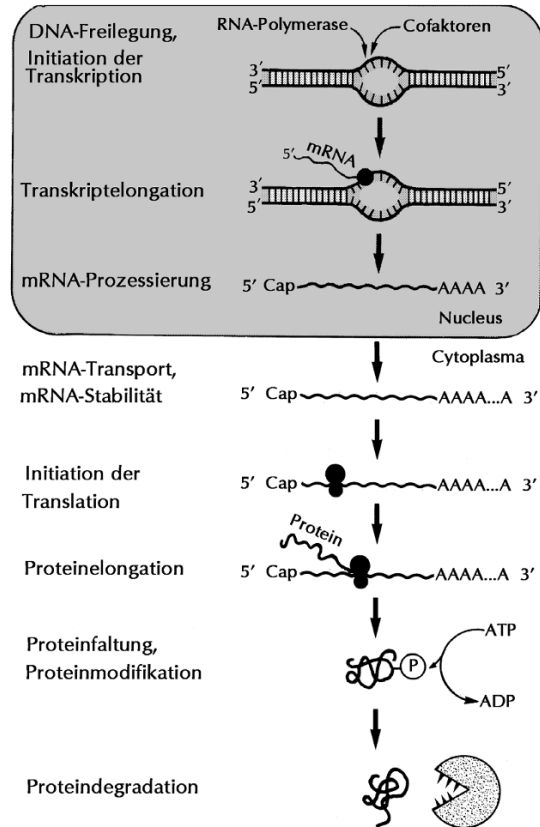 DNA-Freilegung,
Initiation der
Transkription
RNA-Polymerase
Cofaktoren
3′ 5′
5′ 3′
Transkriptelongation
5′ mRNA
3′ 5′
5′ 3′
mRNA-Prozessierung
5′ Cap AAAA 3′
Nucleus
Cytoplasma
mRNA-Transport,
mRNA-Stabilität
5′ Cap AAAA...A 3′
Initiation der
Translation
5′ Cap AAAA...A 3′
Protein
Proteinelongation
5′ Cap AAAA...A 3′
Proteinfaltung,
Proteinmodifikation
P
ATP
ADP
Proteindegradation